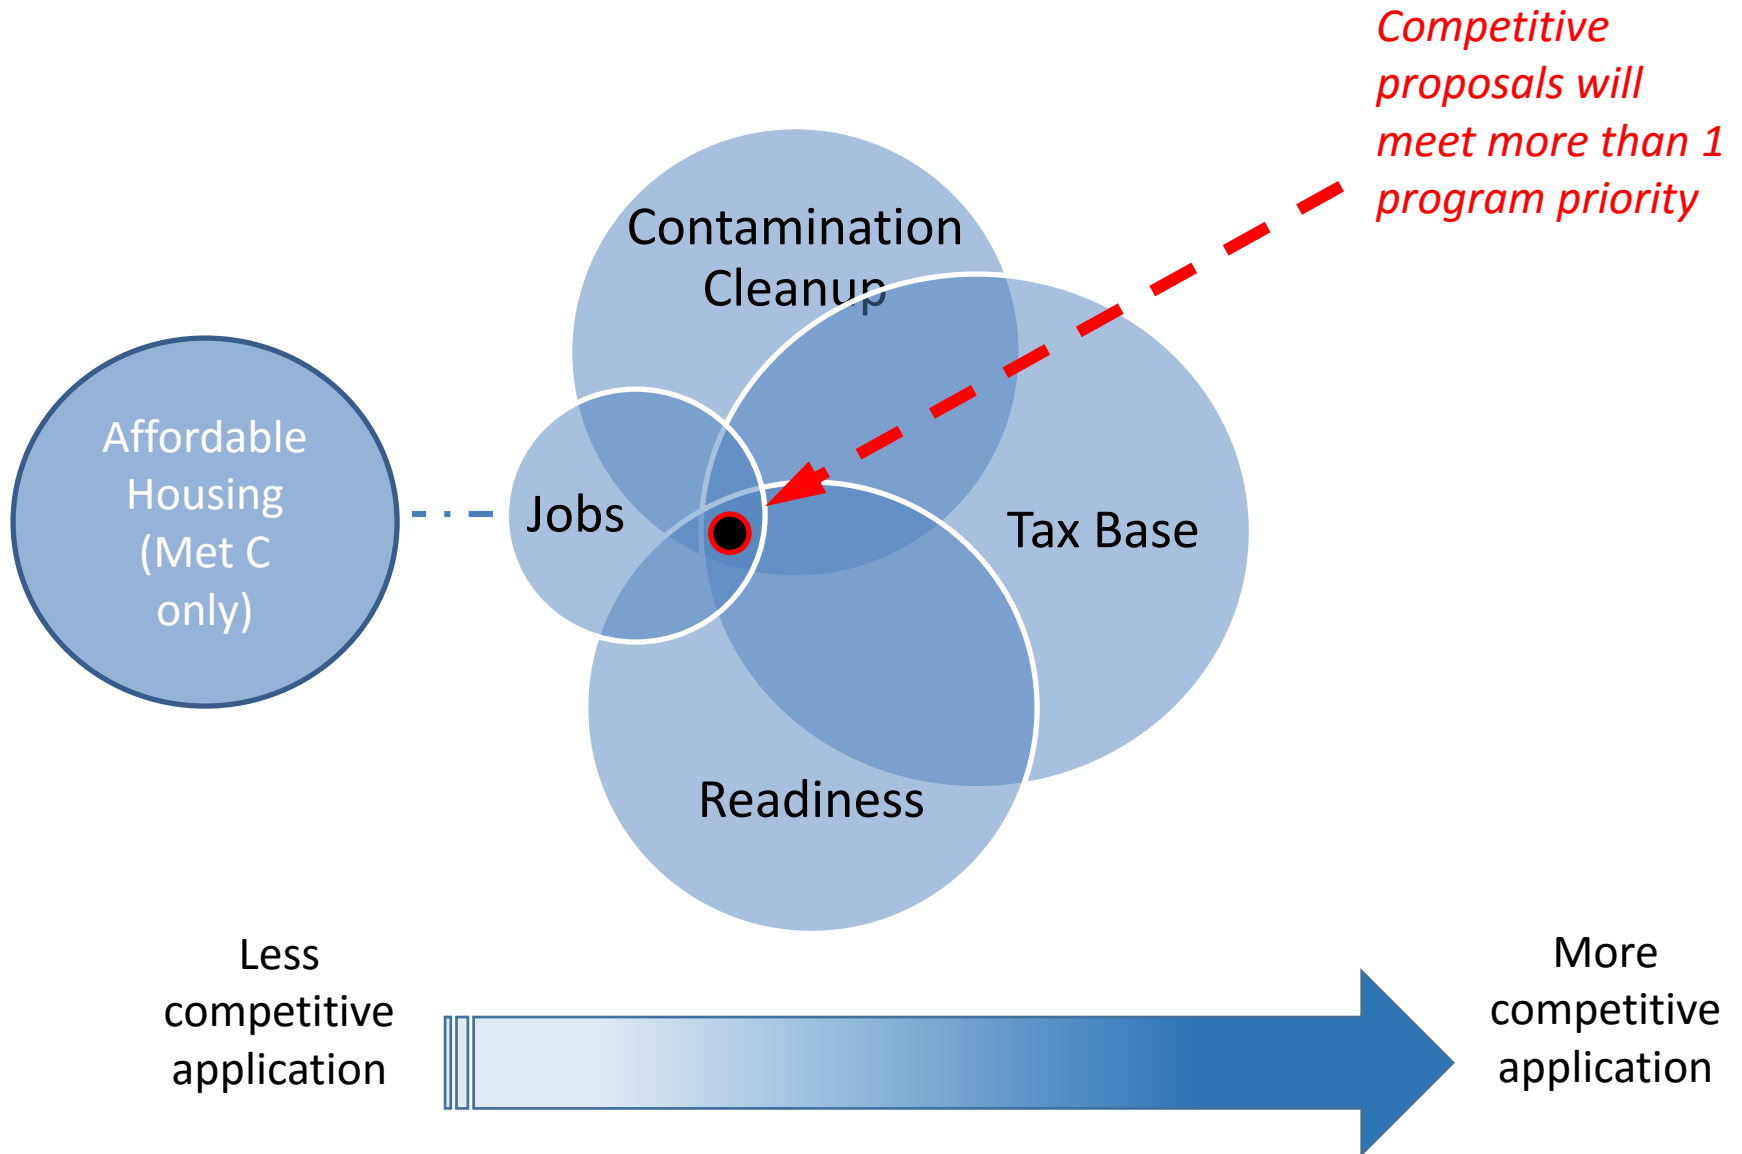 Competitive
proposals will
meet more than 1
program priority
Contamination
Cleanup
Affordable
Housing
(Met C
only)
Jobs
Tax Base
Readiness
Less
competitive
application
More
competitive
application